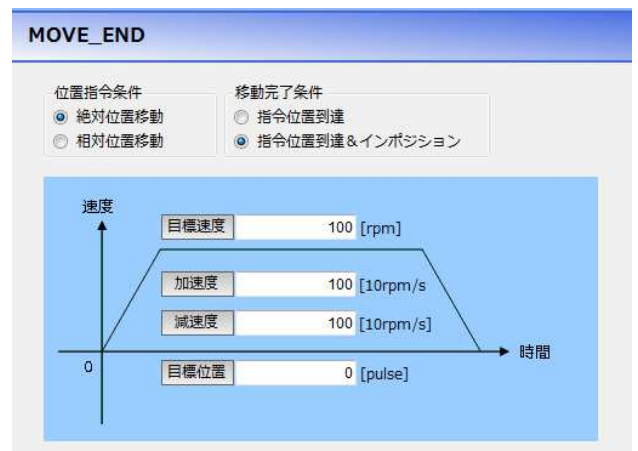 MOVE_END
位置指令条件
絶対位置移動
相対位置移動
移動完了条件
指令位置到達
指令位置到達&インポジション
速度
目標速度 100 [rpm]
加速度 100 [10rpm/s
減速度 100 [10rpm/s]
時間
0
目標位置 0 [pulse]